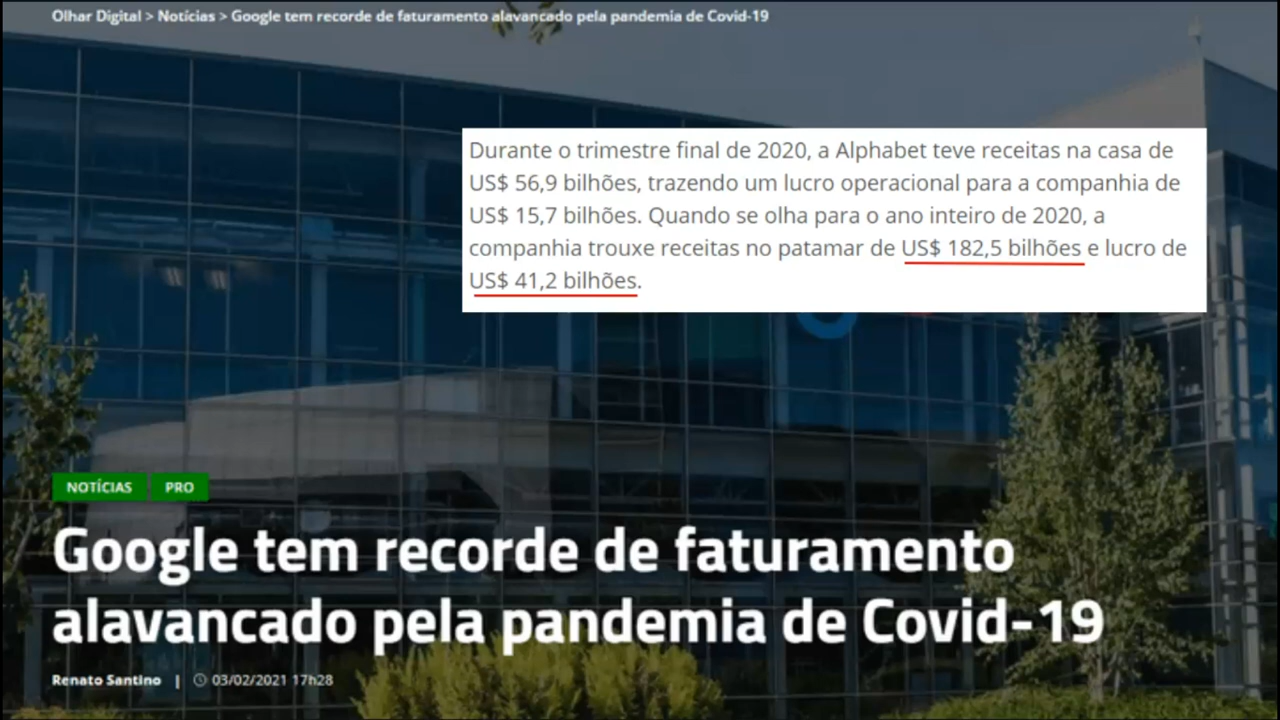 Olhar Digital > Notícias > Google tem recorde de faturamento alavancado pela pandemia de Covid-19
Durante o trimestre final de 2020, a Alphabet teve receitas na casa de
US$ 56,9 bilhões, trazendo um lucro operacional para a companhia de
US$ 15,7 bilhões. Quando se olha para o ano inteiro de 2020, a
companhia trouxe receitas no patamar de US$ 182,5 bilhões e lucro de
US$ 41,2 bilhões.
NOTÍCIAS PRO
Google tem recorde de faturamento
alavancado pela pandemia de Covid-19
Renato Santino | 03/02/2021 17h28